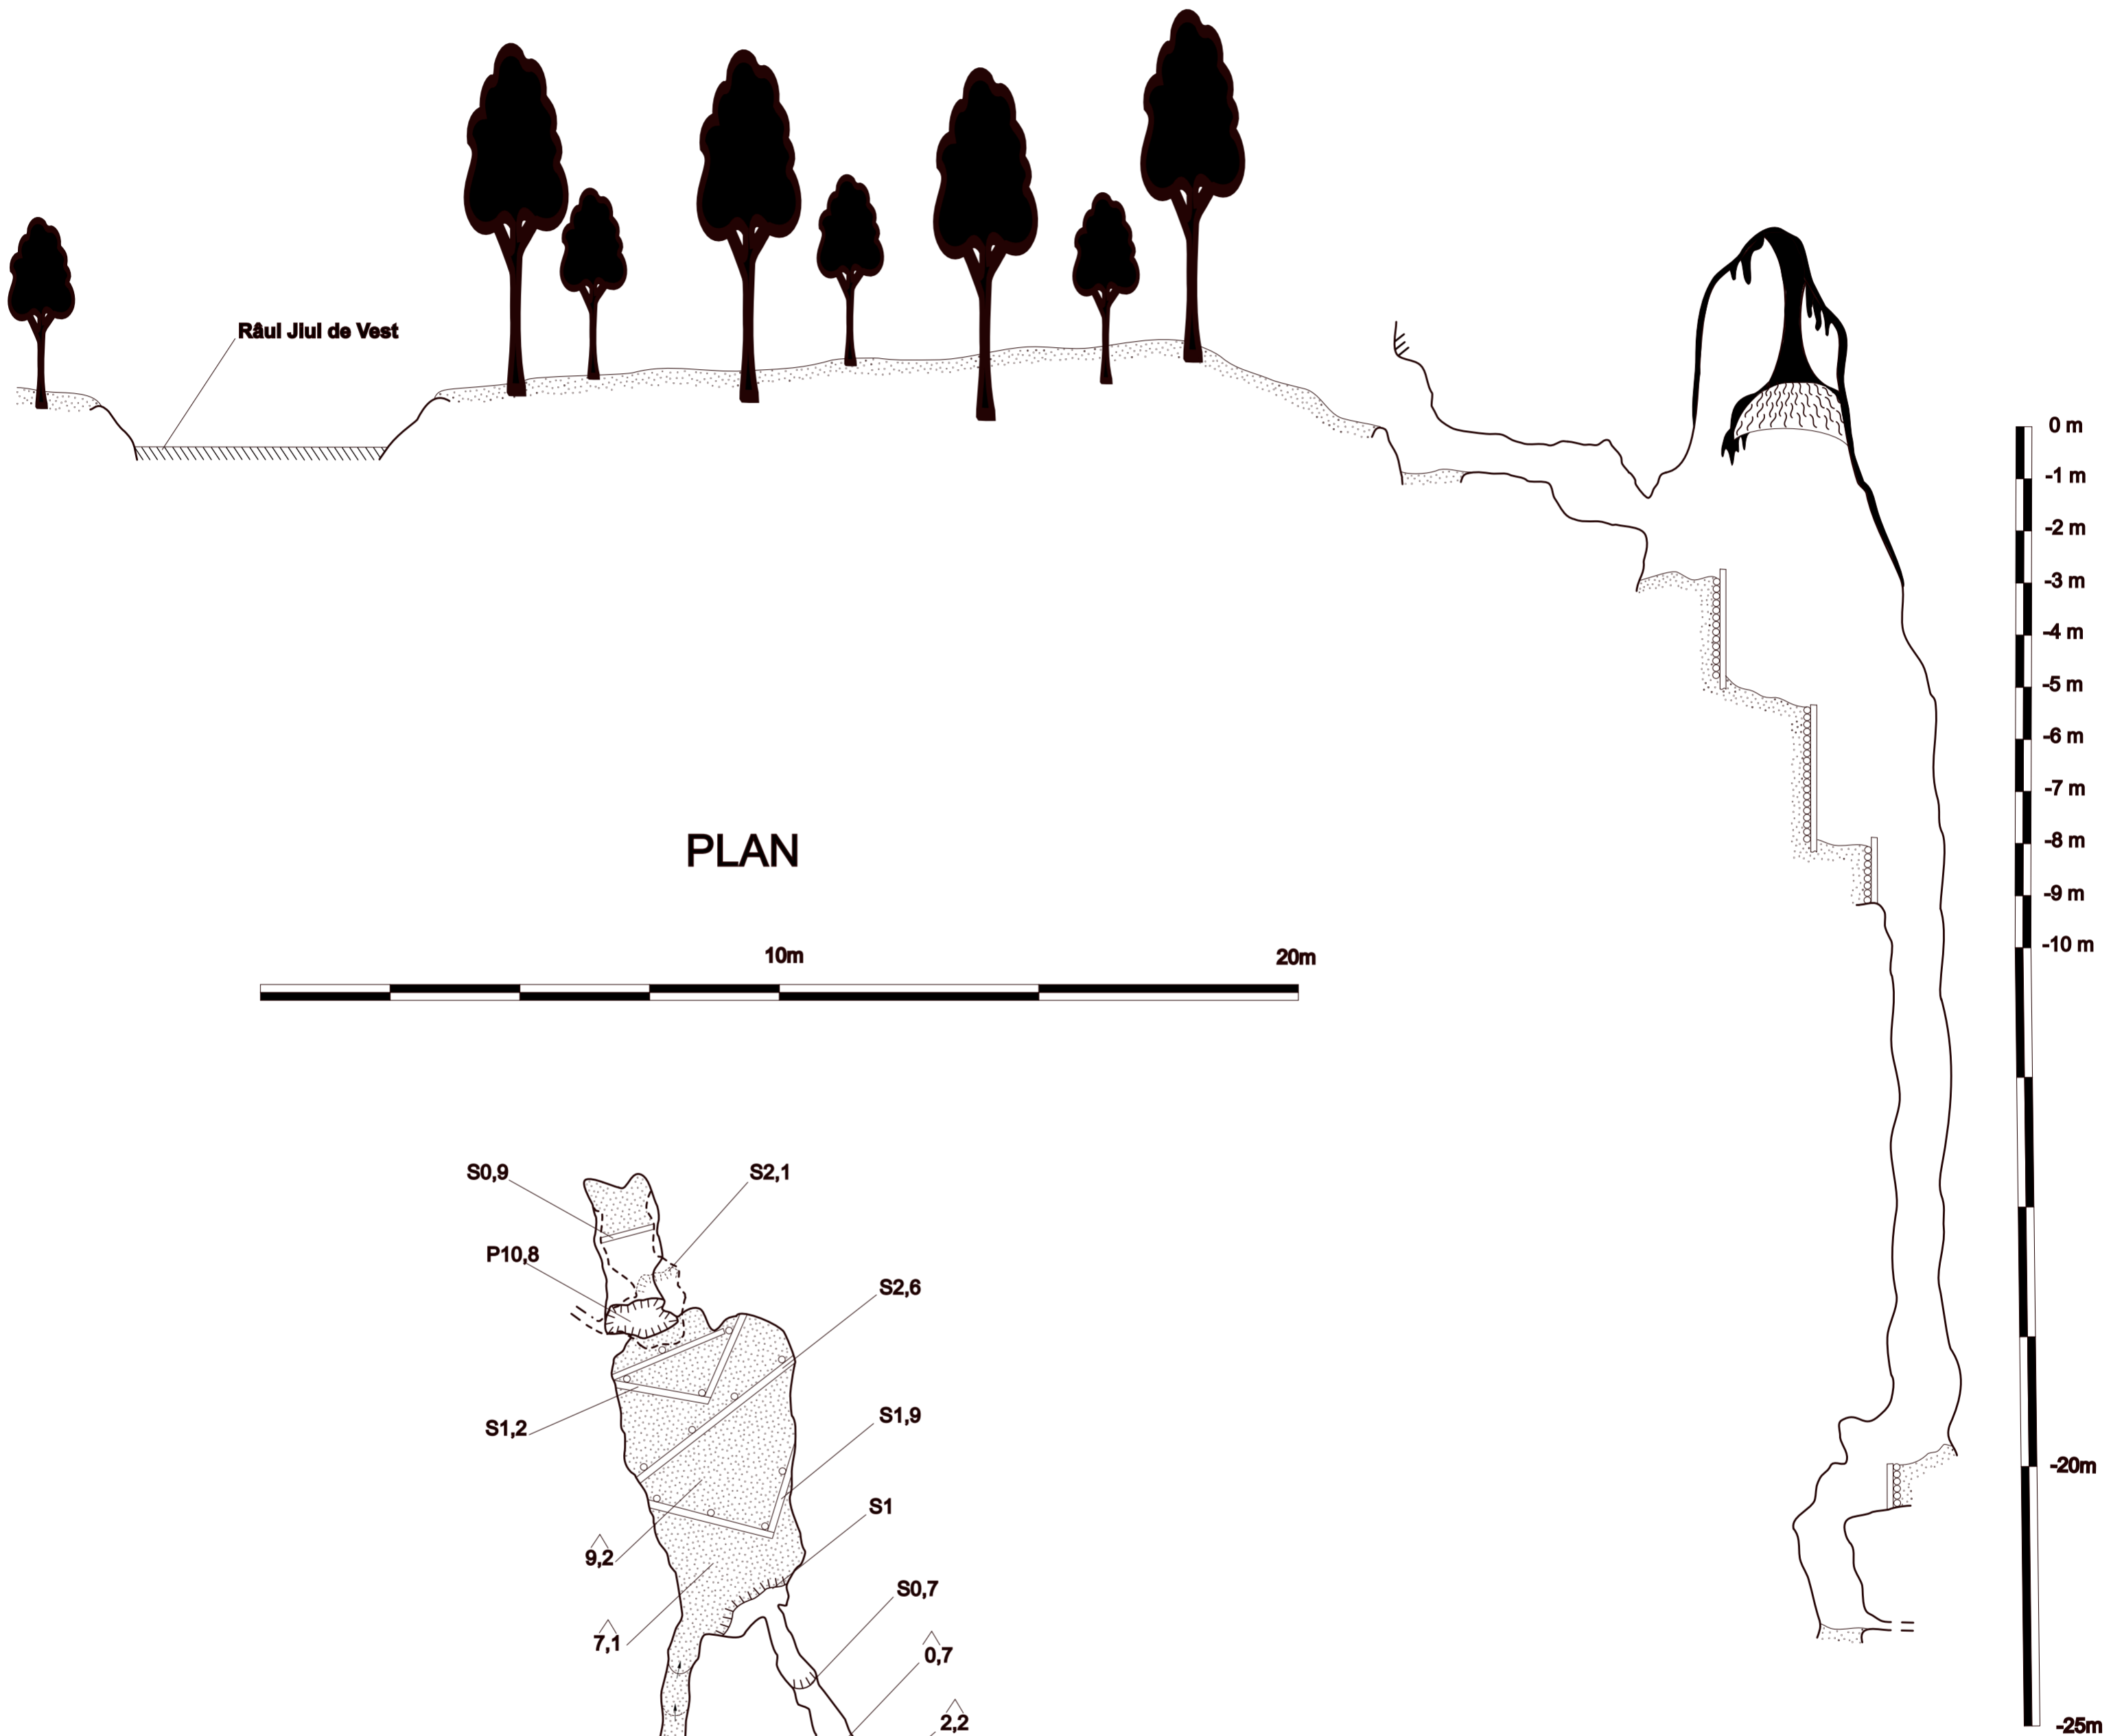 Râul Jiul de Vest
0 m
-1 m
-2 m
-3 m
-4 m
-5 m
-6 m
-7 m
-8 m
-9 m
-10 m
-20m
-25m
PLAN
10m
20m
S0,9
S2,1
P10,8
S2,6
S1,2
S1,9
S1
9,2
S0,7
7,1
0,7
2,2